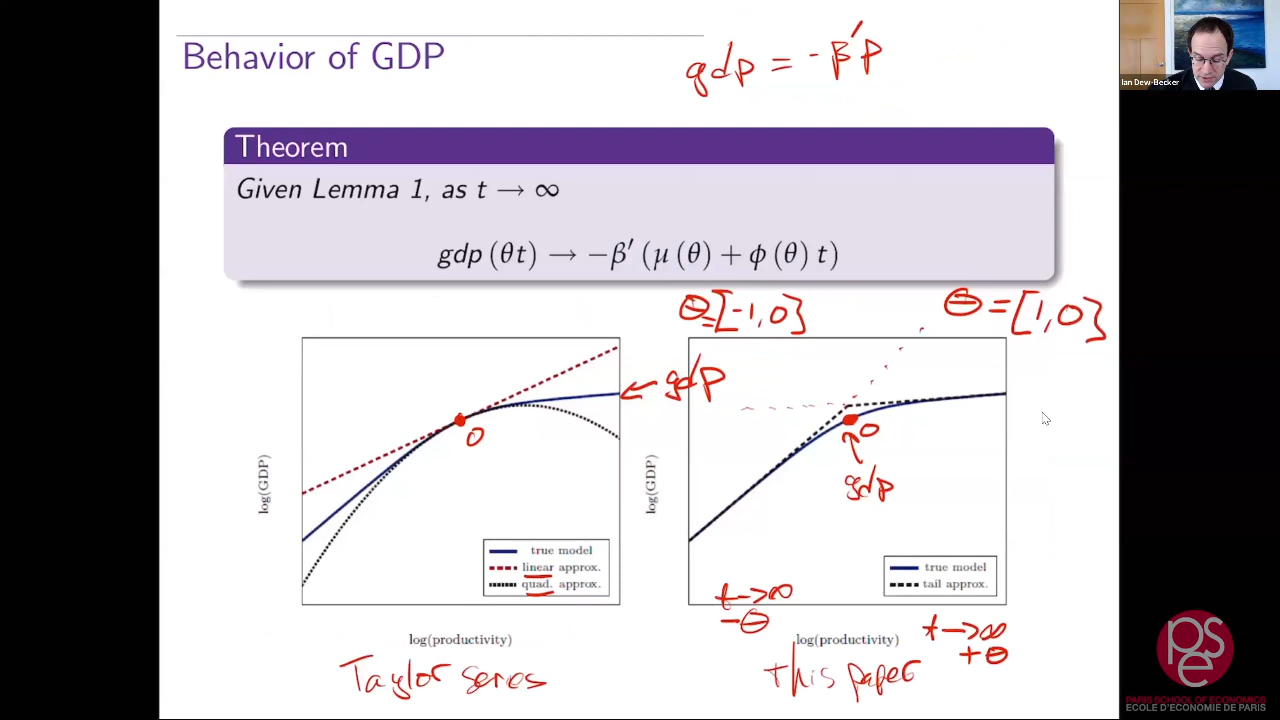 Behavior of GDP
gdp = -β'p
Ian Dew-Becker
Theorem
Given Lemma 1, as t → ∞
gdp (θt) → −β′ (μ (θ) + ϕ (θ) t)
θ=[-1,0]
θ=[1,0]
gdp
0
log(GDP)
true model
linear approx.
quad. approx.
log(productivity)
Taylor series
0
gdp
log(GDP)
true model
tail approx.
t->∞
-θ
t->∞
+θ
log(productivity)
this paper
pse
PARIS SCHOOL OF ECONOMICS
ECOLE D'ECONOMIE DE PARIS